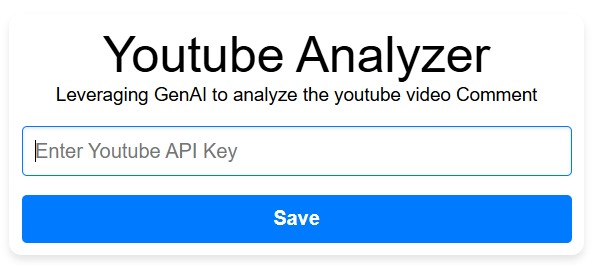 Youtube Analyzer
Leveraging GenAI to analyze the youtube video Comment
Enter Youtube API Key
Save